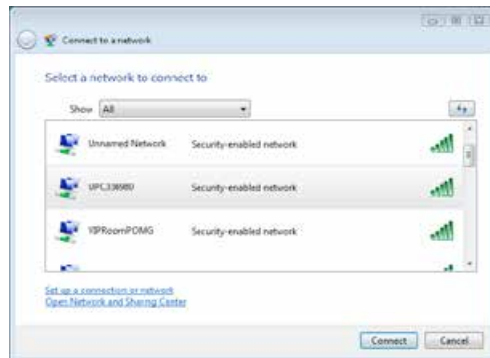 Connect to a network
Select a network to connect to
Show All
Unnamed Network Security-enabled network
UPC336980 Security-enabled network
VIPRoomPOMG Security-enabled network
Set up a connection or network
Open Network and Sharing Center
Connect Cancel